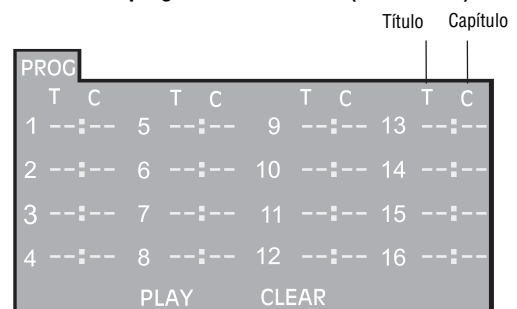 Título Capítulo
PROG
T C T C T C T C
1 --:-- 5 --:-- 9 --:-- 13 --:--
2 --:-- 6 --:-- 10 --:-- 14 --:--
3 --:-- 7 --:-- 11 --:-- 15 --:--
4 --:-- 8 --:-- 12 --:-- 16 --:--
PLAY CLEAR